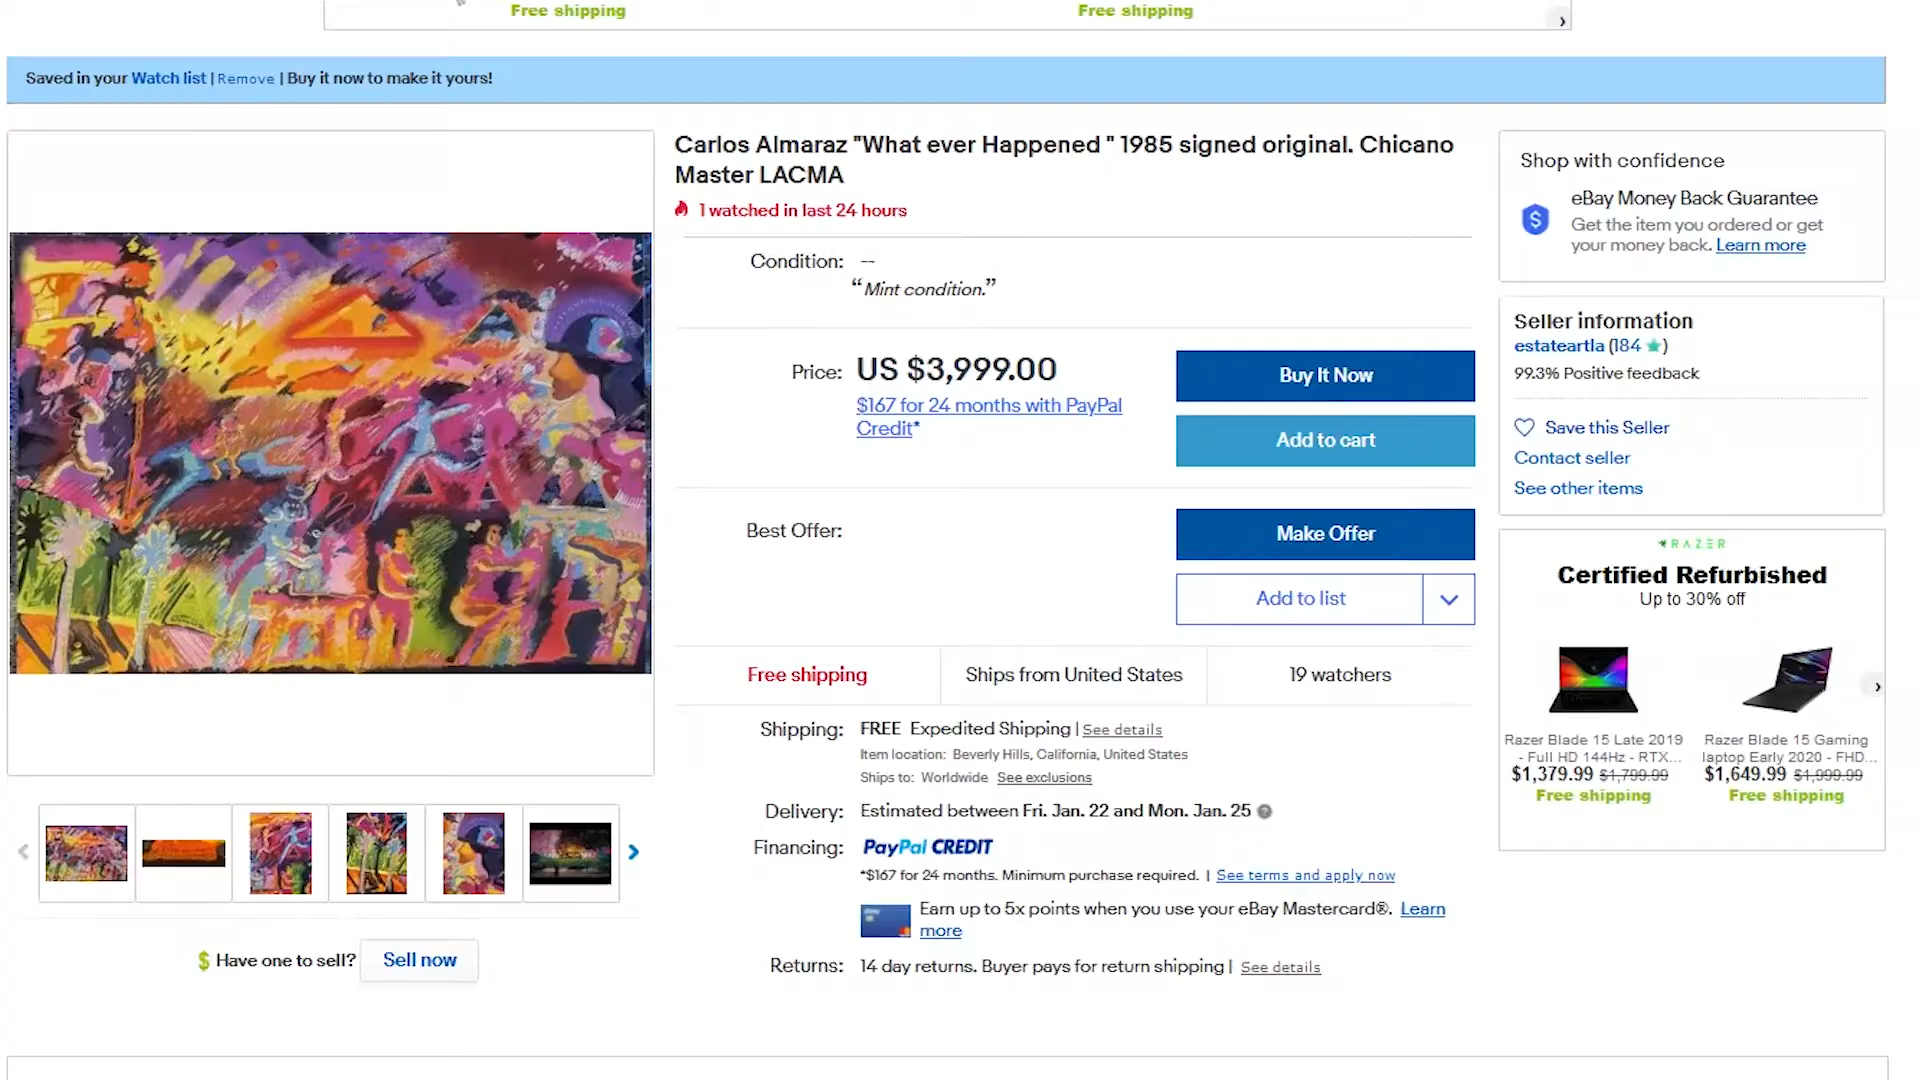 Free shipping
Free shipping
Saved in your Watch list | Remove | Buy it now to make it yours!
Carlos Almaraz "What ever Happened " 1985 signed original. Chicano
Master LACMA
1 watched in last 24 hours
Condition: --
“Mint condition.”
Price: US $3,999.00
$167 for 24 months with PayPal
Credit*
Buy It Now
Add to cart
Best Offer:
Make Offer
Add to list
Free shipping
Ships from United States
19 watchers
Shipping: FREE Expedited Shipping | See details
Item location: Beverly Hills, California, United States
Ships to: Worldwide See exclusions
Delivery: Estimated between Fri. Jan. 22 and Mon. Jan. 25
Financing: PayPal CREDIT
*$167 for 24 months. Minimum purchase required. | See terms and apply now
Earn up to 5x points when you use your eBay Mastercard®. Learn
more
Returns: 14 day returns. Buyer pays for return shipping | See details
$ Have one to sell? Sell now
Shop with confidence
eBay Money Back Guarantee
Get the item you ordered or get
your money back. Learn more
Seller information
estateartla (184)
99.3% Positive feedback
Save this Seller
Contact seller
See other items
RAZER
Certified Refurbished
Up to 30% off
Razer Blade 15 Late 2019
- Full HD 144Hz - RTX...
$1,379.99 $1,799.99
Free shipping
Razer Blade 15 Gaming
laptop Early 2020 - FHD...
$1,649.99 $1,999.99
Free shipping